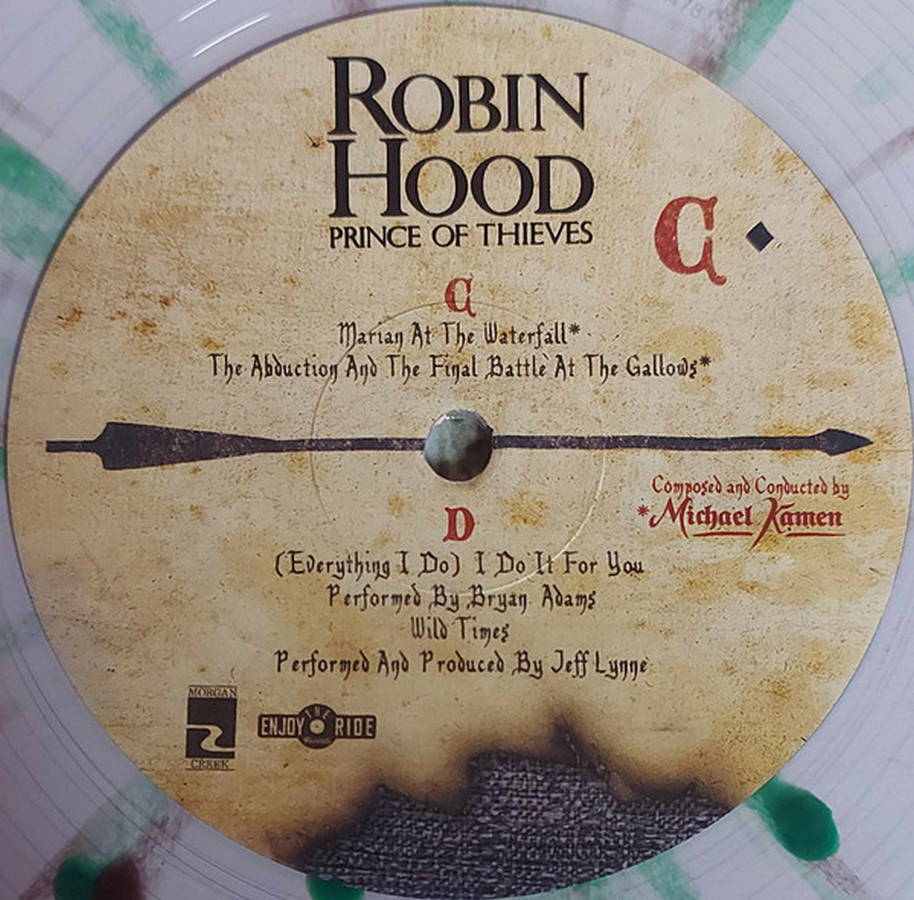 ROBIN
HOOD
PRINCE OF THIEVES
C
C
Marian At The Waterfall*
The Abduction And The Final Battle At The Gallows*
Composed and Conducted by
*Michael Kamen
D
(Everything I Do) I Do It For You
Performed By Bryan Adams
Wild Times
Performed And Produced By Jeff Lynne
MORGAN
CREEK
ENJOY THE RIDE